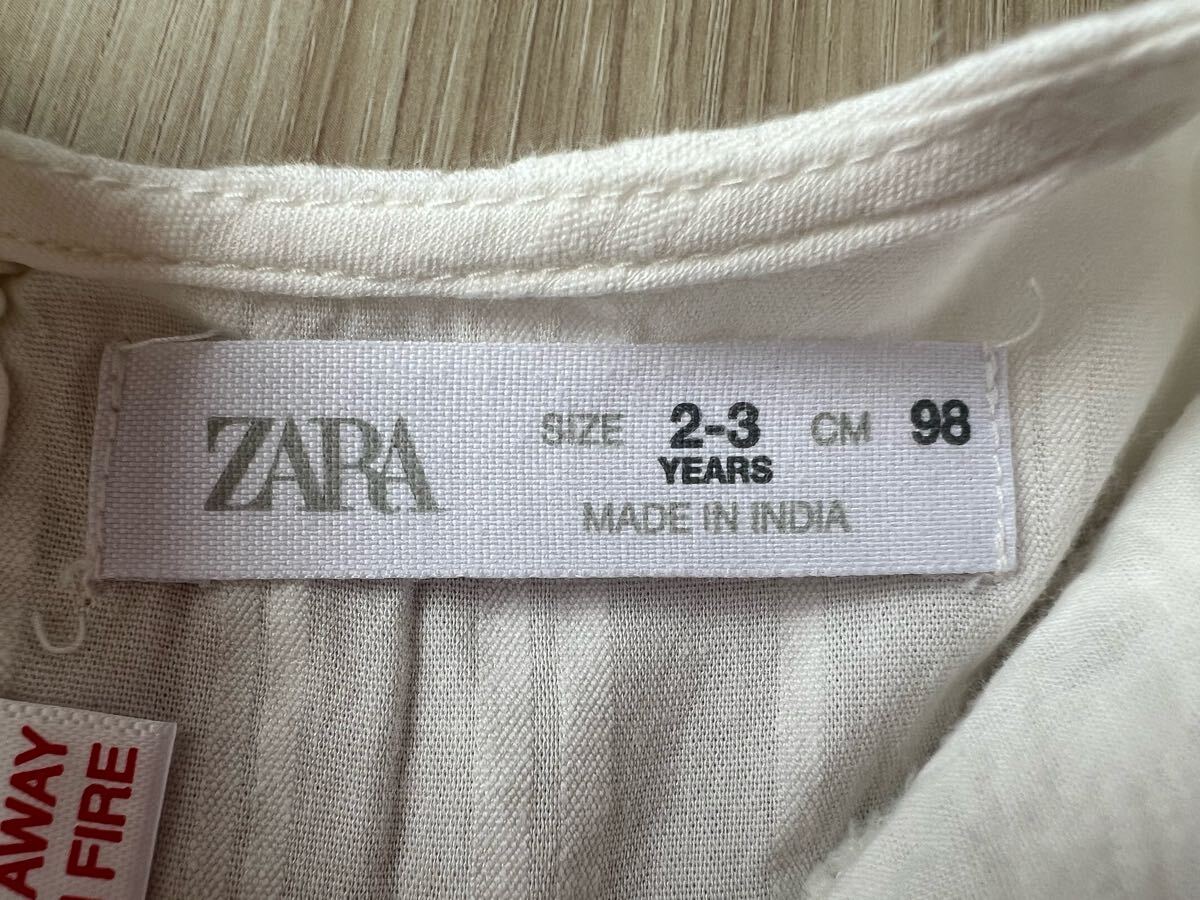 ZARA
SIZE 2-3 CM 98
YEARS
MADE IN INDIA
AWAY
FIRE